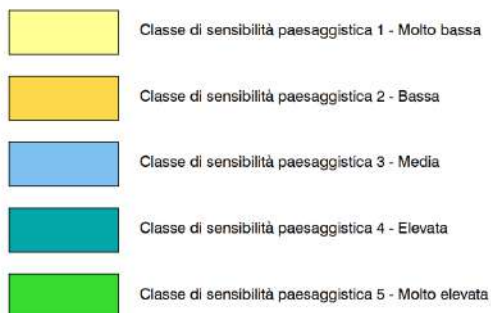 Classe di sensibilità paesaggistica 1 - Molto bassa
Classe di sensibilità paesaggistica 2 - Bassa
Classe di sensibilità paesaggistica 3 - Media
Classe di sensibilità paesaggistica 4 - Elevata
Classe di sensibilità paesaggistica 5 - Molto elevata